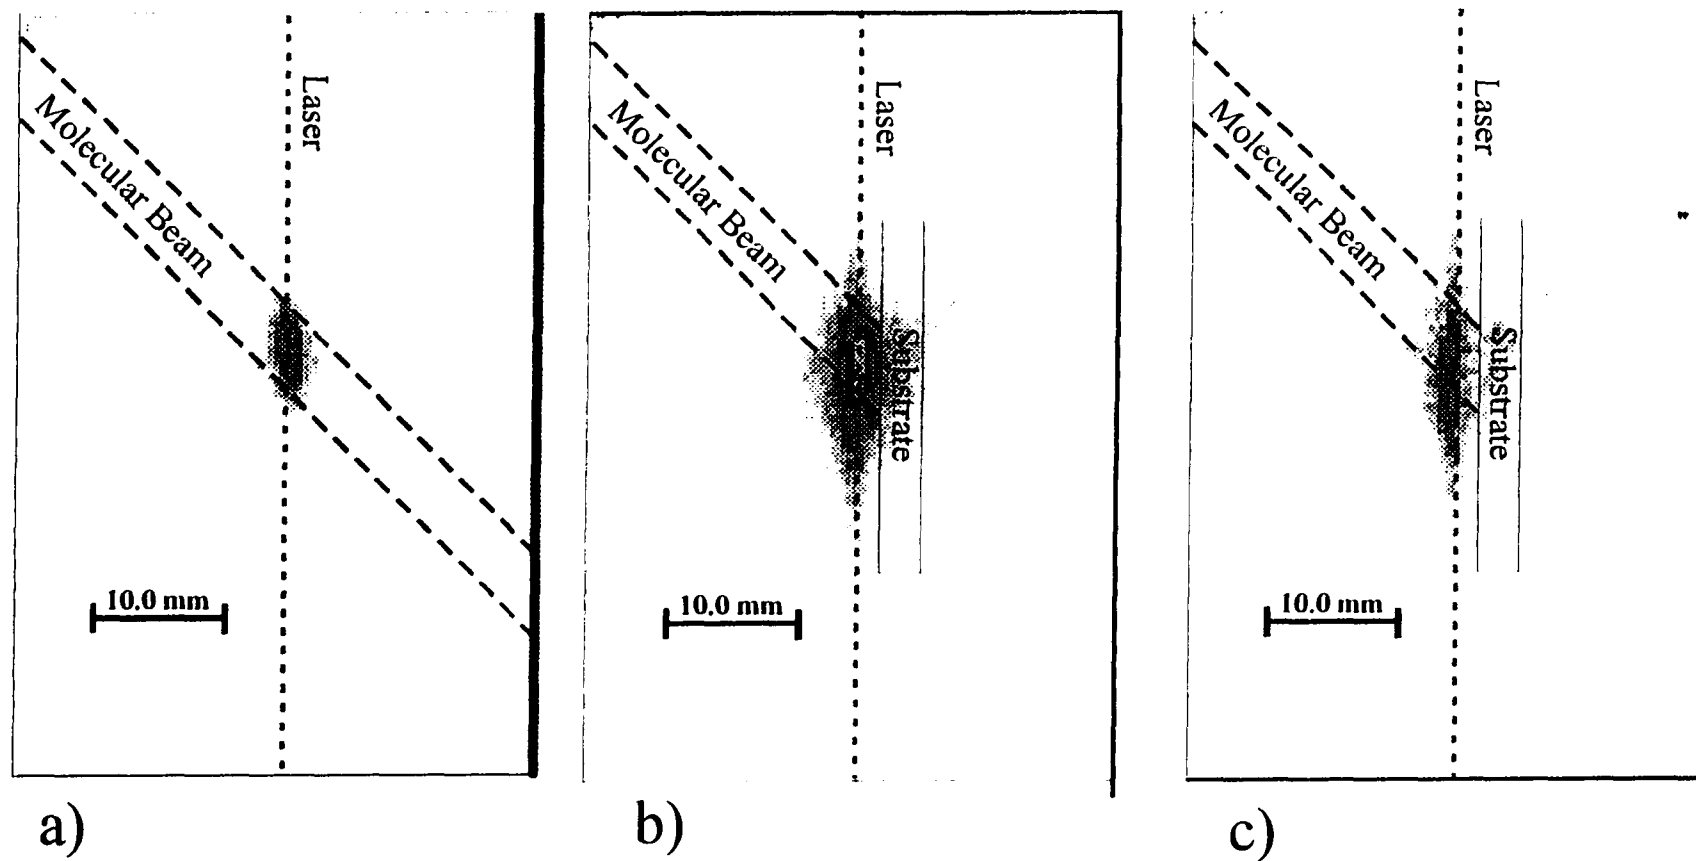 Laser
Molecular Beam
10.0 mm
a)
Laser
Molecular Beam
Substrate
10.0 mm
b)
Laser
Molecular Beam
Substrate
10.0 mm
c)